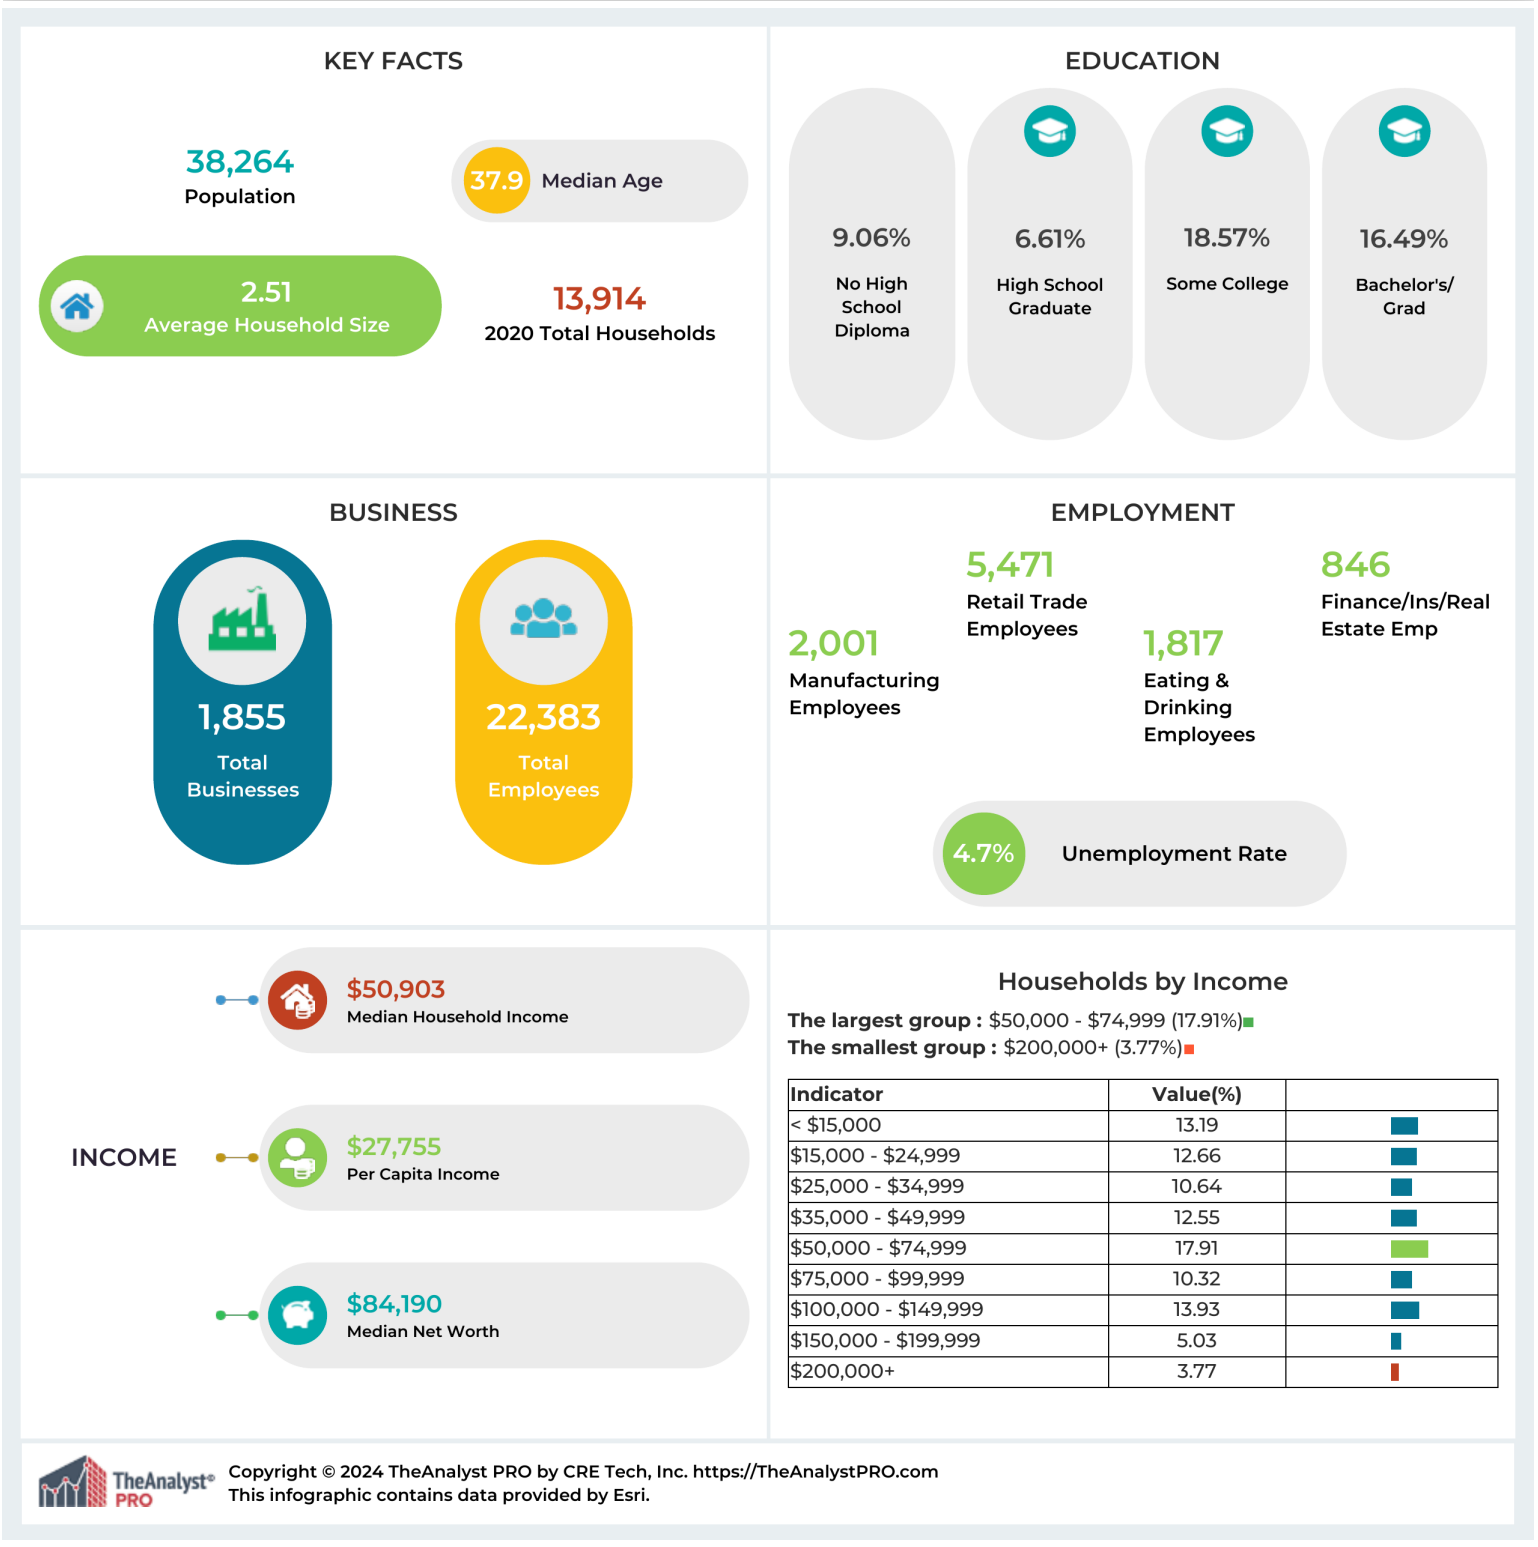 KEY FACTS
38,264
Population
37.9 Median Age
2.51
Average Household Size
13,914
2020 Total Households
EDUCATION
9.06%
No High
School
Diploma
6.61%
High School
Graduate
18.57%
Some College
16.49%
Bachelor's/
Grad
BUSINESS
1,855
Total
Businesses
22,383
Total
Employees
EMPLOYMENT
2,001
Manufacturing
Employees
5,471
Retail Trade
Employees
1,817
Eating &
Drinking
Employees
846
Finance/Ins/Real
Estate Emp
4.7% Unemployment Rate
INCOME
$50,903
Median Household Income
$27,755
Per Capita Income
$84,190
Median Net Worth
Households by Income
The largest group : $50,000 - $74,999 (17.91%)
The smallest group : $200,000+ (3.77%)
Indicator Value(%)
< $15,000 13.19
$15,000 - $24,999 12.66
$25,000 - $34,999 10.64
$35,000 - $49,999 12.55
$50,000 - $74,999 17.91
$75,000 - $99,999 10.32
$100,000 - $149,999 13.93
$150,000 - $199,999 5.03
$200,000+ 3.77
TheAnalyst®
PRO
Copyright © 2024 TheAnalyst PRO by CRE Tech, Inc. https://TheAnalystPRO.com
This infographic contains data provided by Esri.